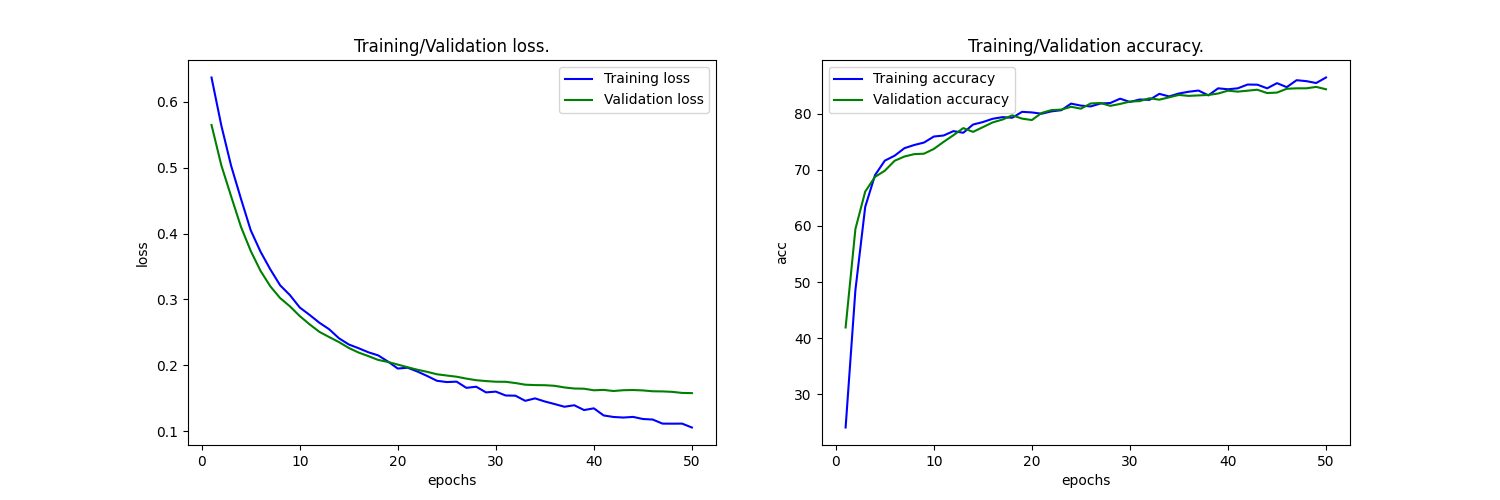 Training/Validation loss.
Training loss
Validation loss
0.6
0.5
0.4
0.3
0.2
0.1
loss
0
10
20
30
40
50
epochs
Training/Validation accuracy.
Training accuracy
Validation accuracy
80
70
60
50
40
30
acc
0
10
20
30
40
50
epochs